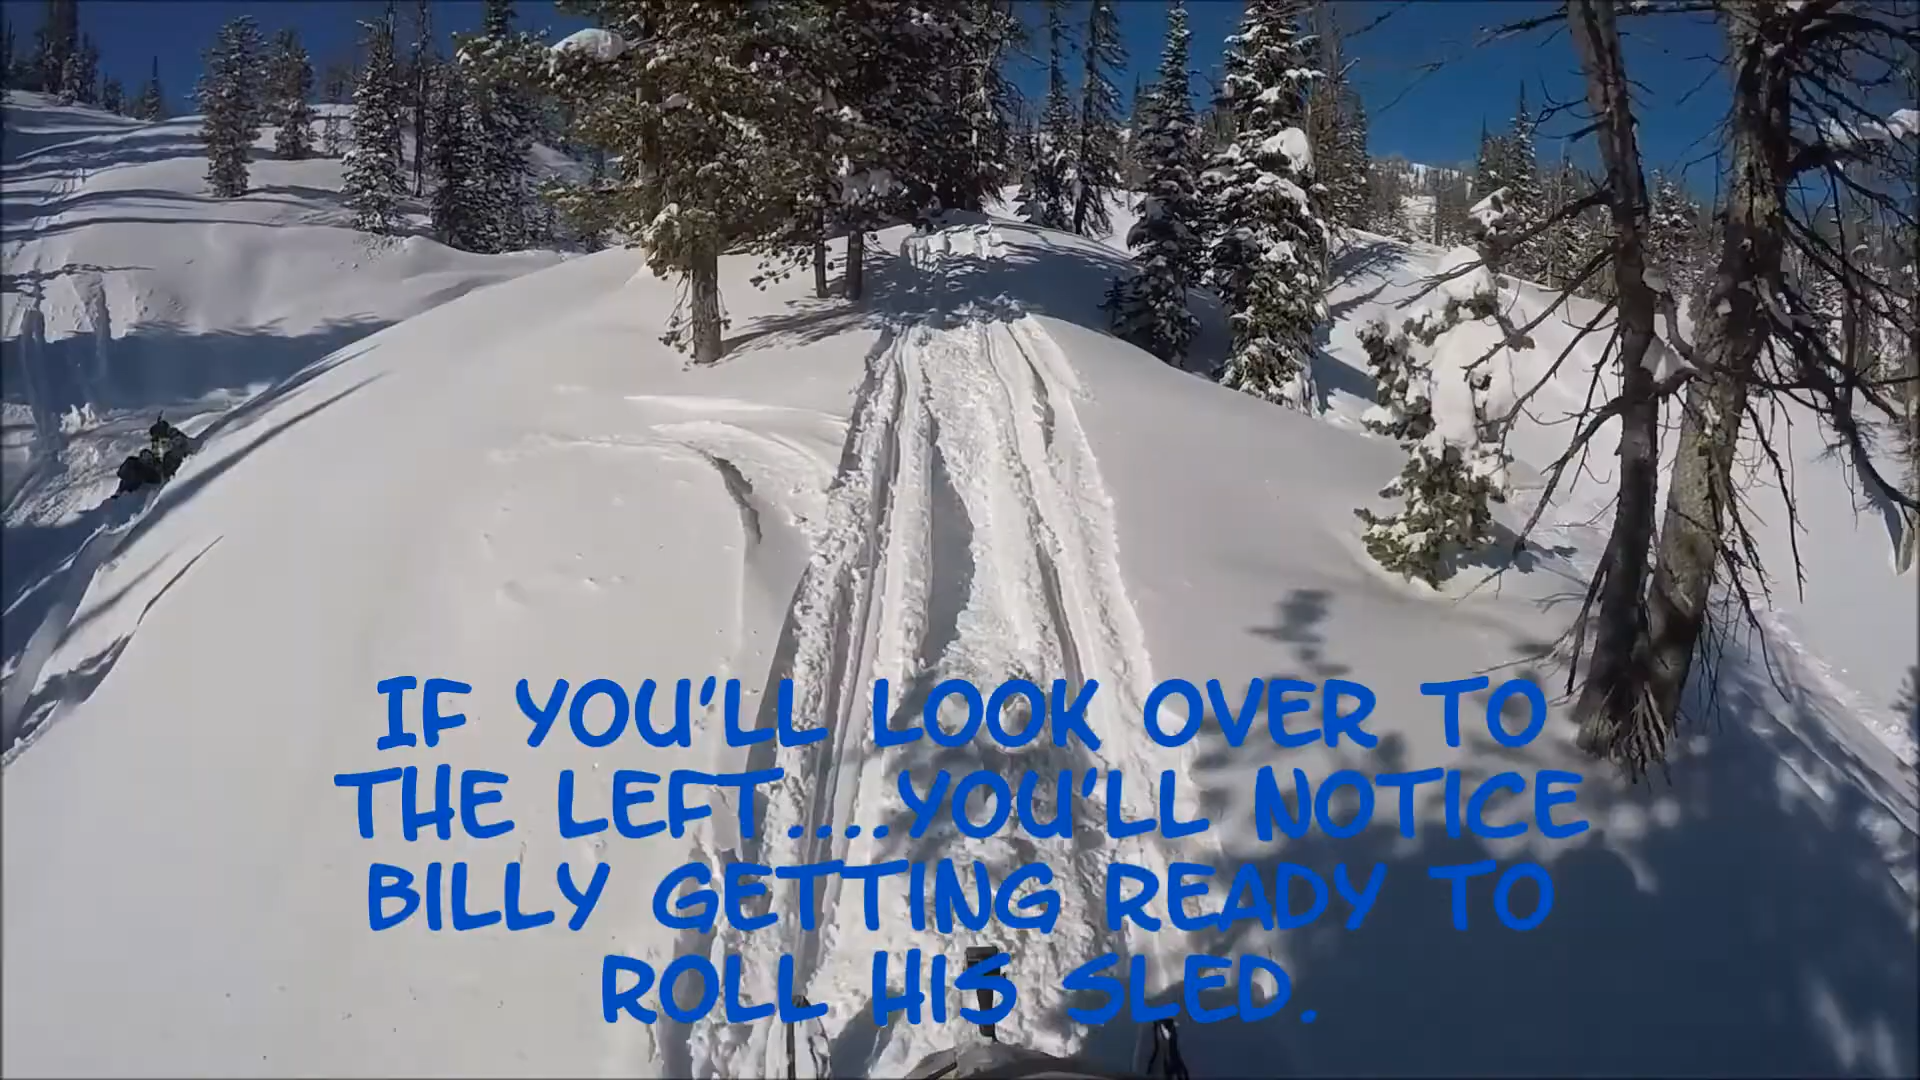 IF YOU'LL LOOK OVER TO
THE LEFT....YOU'LL NOTICE
BILLY GETTING READY TO
ROLL HIS SLED.